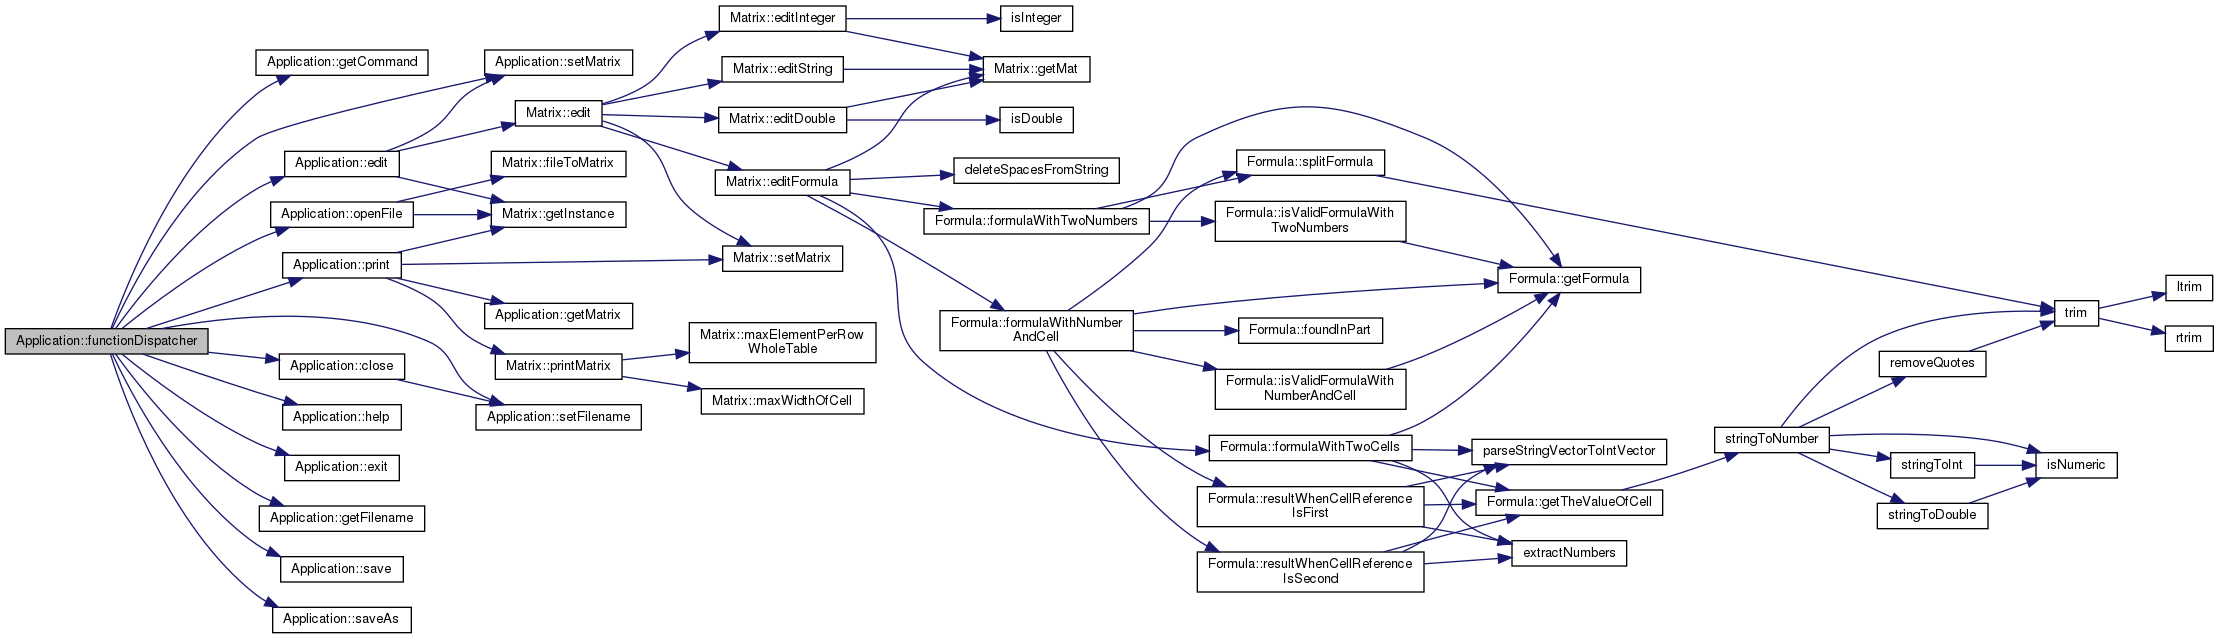 Application::functionDispatcher
Application::getCommand
Application::edit
Application::openFile
Application::print
Application::close
Application::help
Application::exit
Application::getFilename
Application::save
Application::saveAs
Application::setMatrix
Matrix::edit
Matrix::fileToMatrix
Matrix::getInstance
Application::getMatrix
Matrix::printMatrix
Application::setFilename
Matrix::editInteger
Matrix::editString
Matrix::editDouble
Matrix::editFormula
Matrix::setMatrix
Matrix::maxElementPerRow
WholeTable
Matrix::maxWidthOfCell
isInteger
Matrix::getMat
isDouble
deleteSpacesFromString
Formula::formulaWithTwoNumbers
Formula::formulaWithNumber
AndCell
Formula::splitFormula
Formula::isValidFormulaWith
TwoNumbers
Formula::foundInPart
Formula::isValidFormulaWith
NumberAndCell
Formula::formulaWithTwoCells
Formula::resultWhenCellReference
IsFirst
Formula::resultWhenCellReference
IsSecond
Formula::getFormula
parseStringVectorToIntVector
Formula::getTheValueOfCell
extractNumbers
stringToNumber
removeQuotes
stringToInt
stringToDouble
trim
isNumeric
ltrim
rtrim